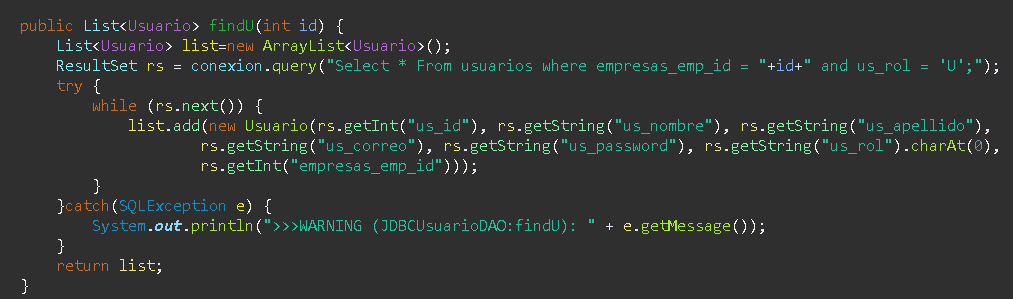 public List<Usuario> findU(int id) {
    List<Usuario> list=new ArrayList<Usuario>();
    ResultSet rs = conexion.query("Select * From usuarios where empresas_emp_id = "+id+" and us_rol = 'U';");
    try {
        while (rs.next()) {
            list.add(new Usuario(rs.getInt("us_id"), rs.getString("us_nombre"), rs.getString("us_apellido"),
                    rs.getString("us_correo"), rs.getString("us_password"), rs.getString("us_rol").charAt(0),
                    rs.getInt("empresas_emp_id")));
        }
    }catch(SQLException e) {
        System.out.println(">>>WARNING (JDBCUsuarioDAO:findU): " + e.getMessage());
    }
    return list;
}